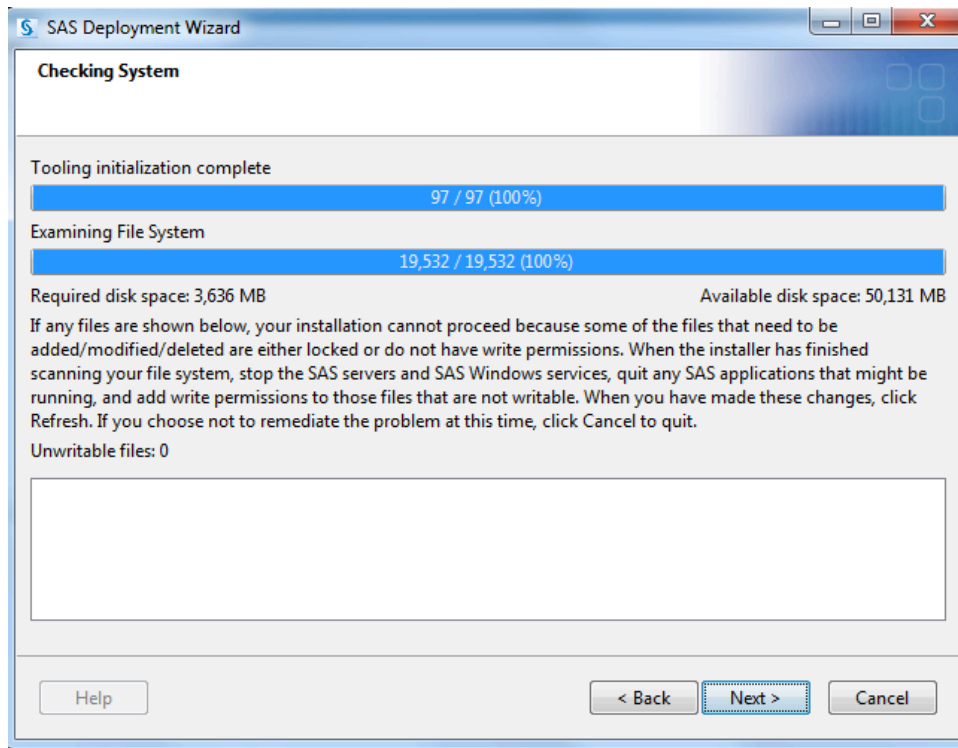 SAS Deployment Wizard
Checking System
Tooling initialization complete
97 / 97 (100%)
Examining File System
19,532 / 19,532 (100%)
Required disk space: 3,636 MB
Available disk space: 50,131 MB
If any files are shown below, your installation cannot proceed because some of the files that need to be
added/modified/deleted are either locked or do not have write permissions. When the installer has finished
scanning your file system, stop the SAS servers and SAS Windows services, quit any SAS applications that might be
running, and add write permissions to those files that are not writable. When you have made these changes, click
Refresh. If you choose not to remediate the problem at this time, click Cancel to quit.
Unwritable files: 0
Help
< Back
Next >
Cancel